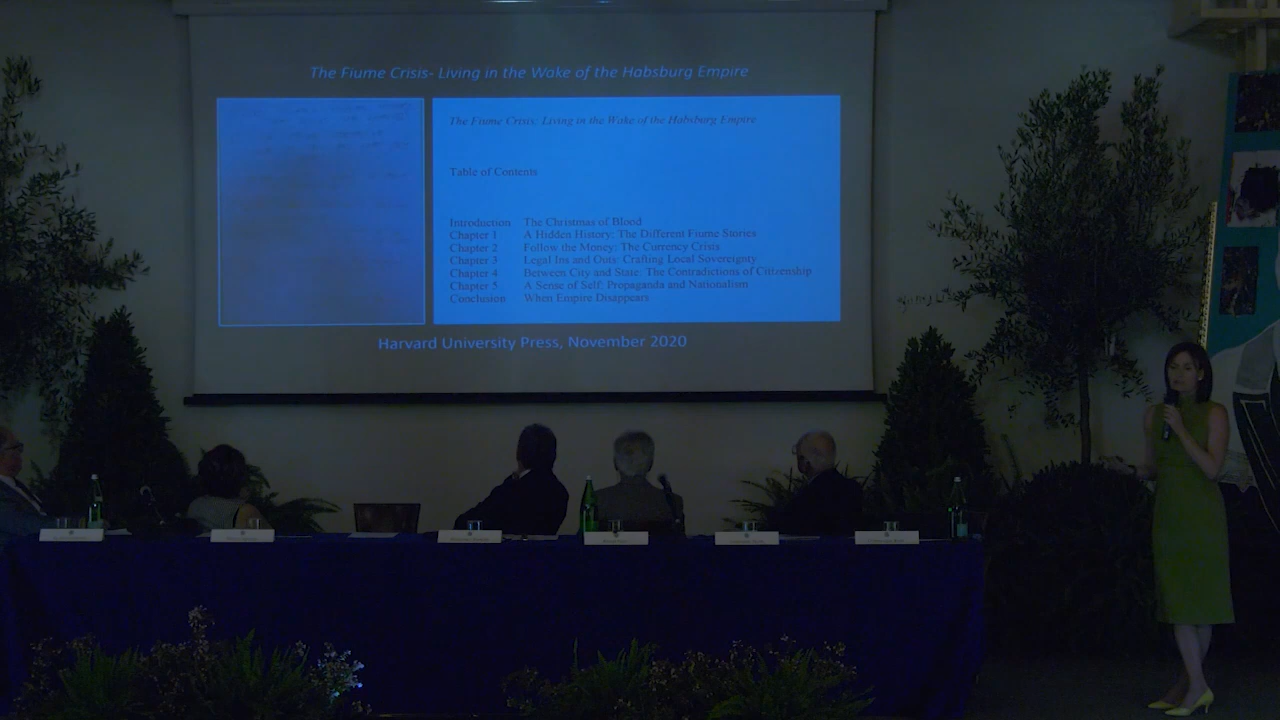 The Fiume Crisis- Living in the Wake of the Habsburg Empire
The Fiume Crisis: Living in the Wake of the Habsburg Empire
Table of Contents
Introduction The Christmas of Blood
Chapter 1 A Hidden History: The Different Fiume Stories
Chapter 2 Follow the Money: The Currency Crisis
Chapter 3 Legal Ins and Outs: Crafting Local Sovereignty
Chapter 4 Between City and State: The Contradictions of Citizenship
Chapter 5 A Sense of Self: Propaganda and Nationalism
Conclusion When Empire Disappears
Harvard University Press, November 2020